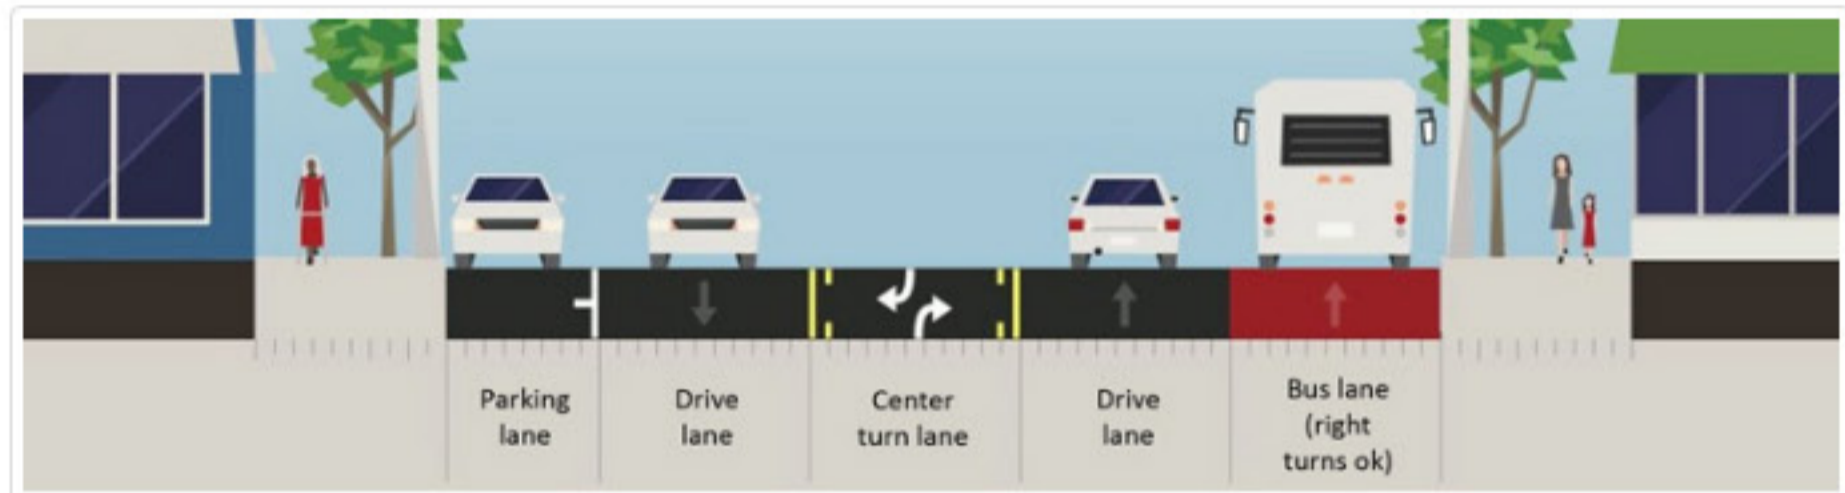 Parking
lane
Drive
lane
Center
turn lane
Drive
lane
Bus lane
(right
turns ok)